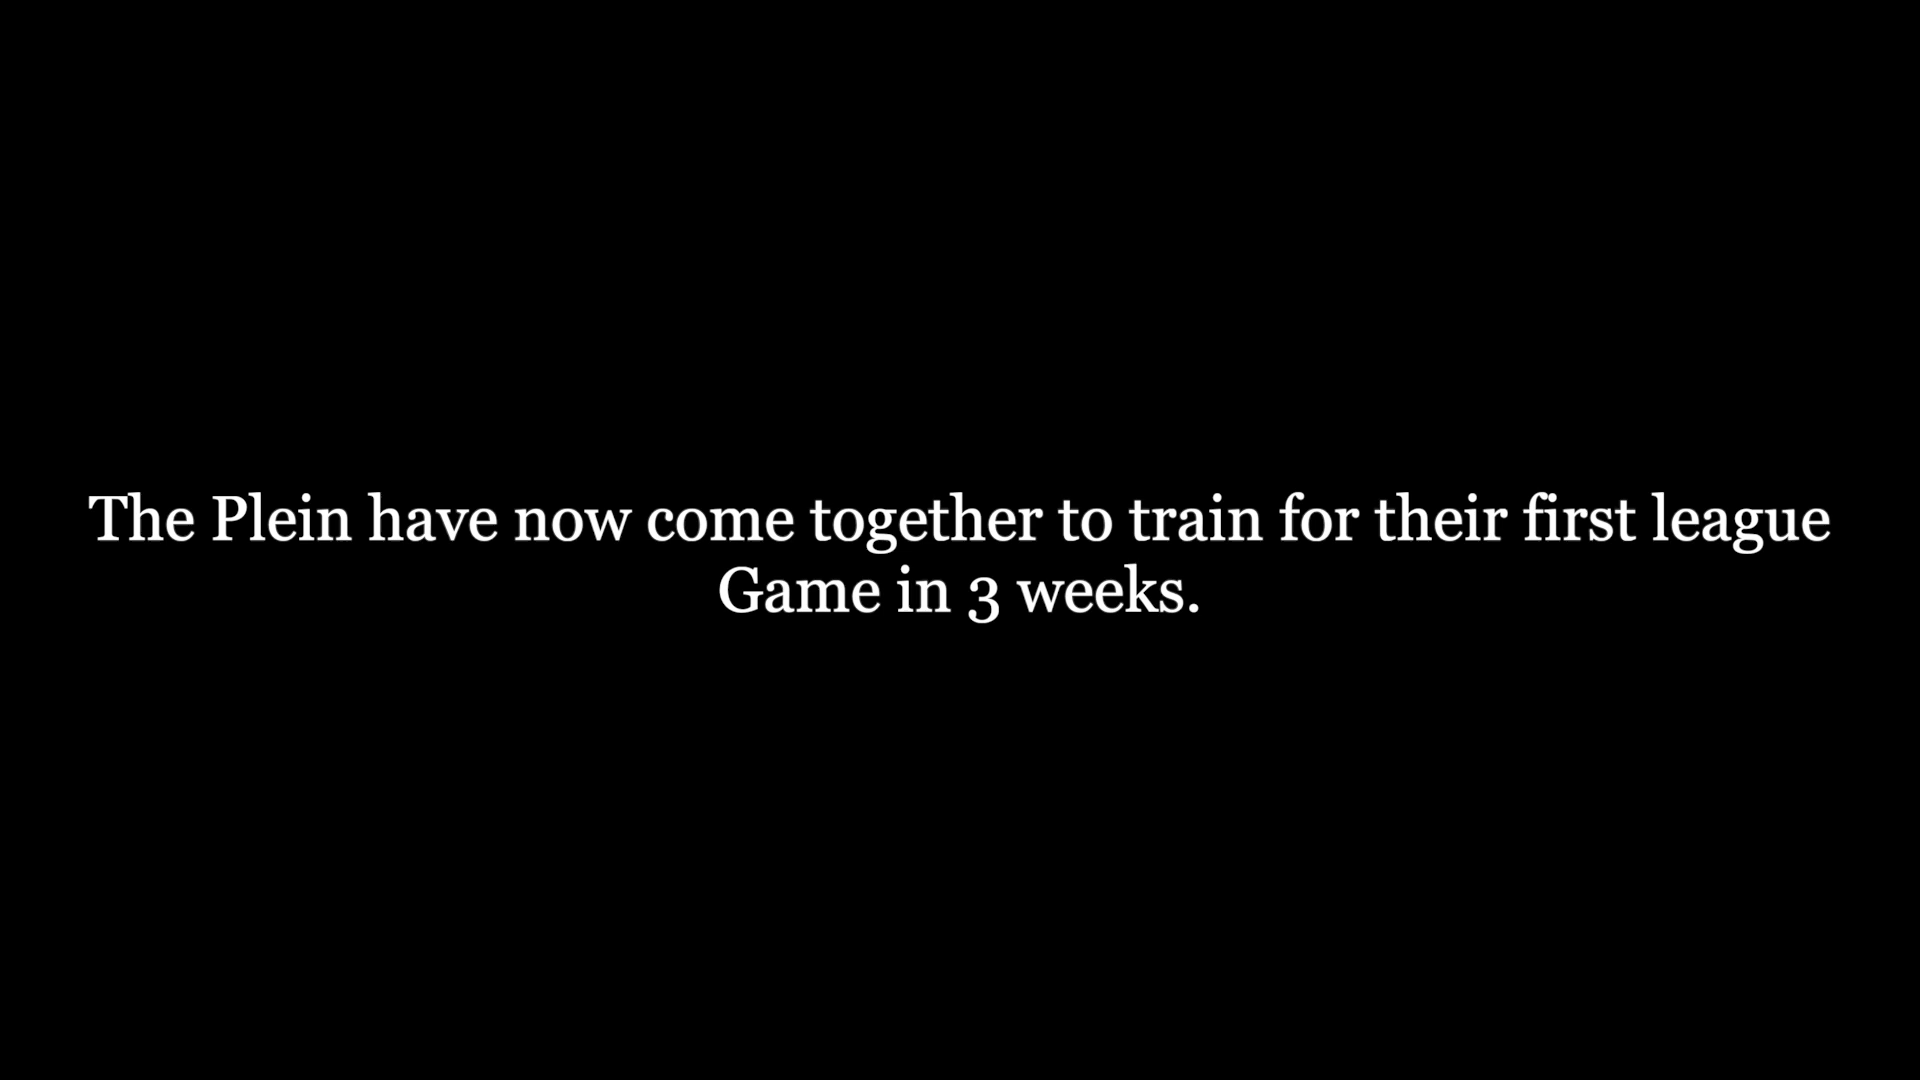 The Plein have now come together to train for their first league
Game in 3 weeks.